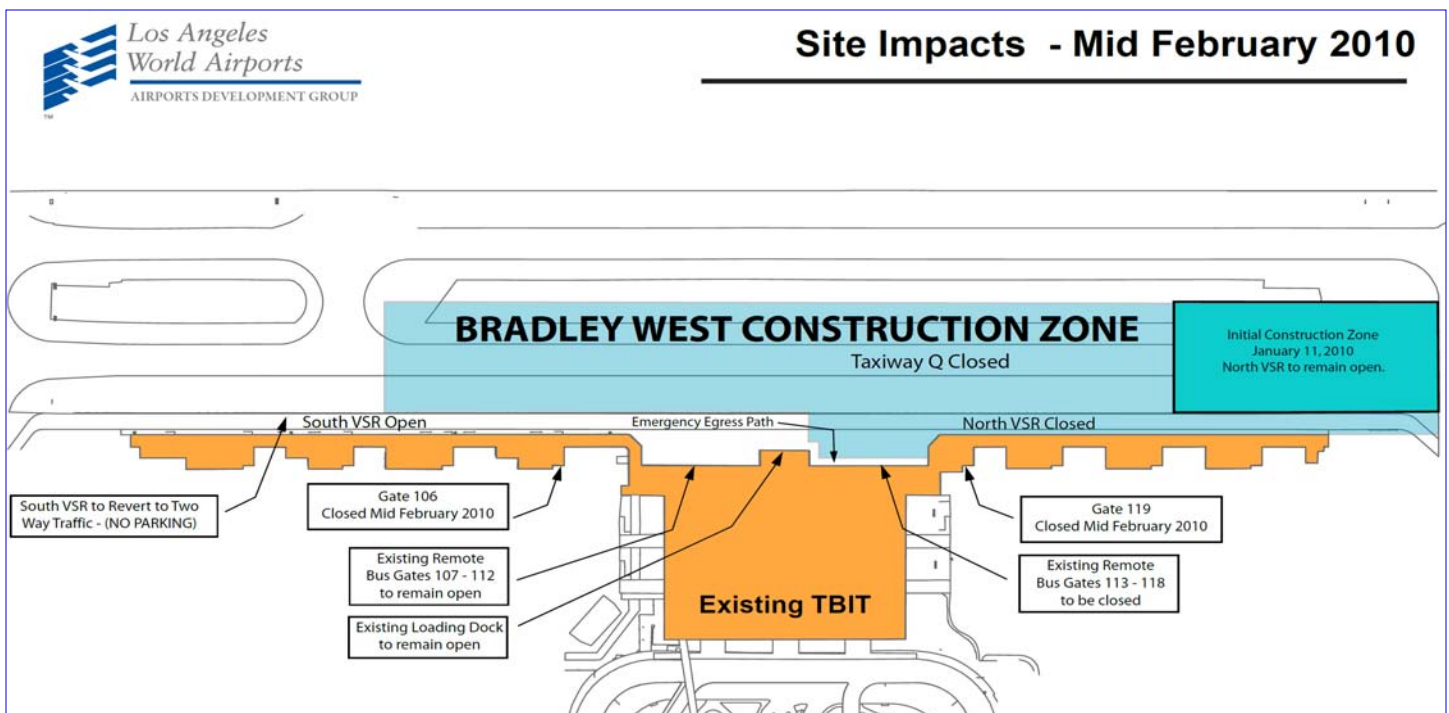 Los Angeles
World Airports
AIRPORTS DEVELOPMENT GROUP
TM
Site Impacts - Mid February 2010
BRADLEY WEST CONSTRUCTION ZONE
Taxiway Q Closed
Initial Construction Zone
January 11, 2010
North VSR to remain open.
South VSR Open
Emergency Egress Path
North VSR Closed
South VSR to Revert to Two
Way Traffic - (NO PARKING)
Gate 106
Closed Mid February 2010
Gate 119
Closed Mid February 2010
Existing Remote
Bus Gates 107 - 112
to remain open
Existing Remote
Bus Gates 113 - 118
to be closed
Existing TBIT
Existing Loading Dock
to remain open